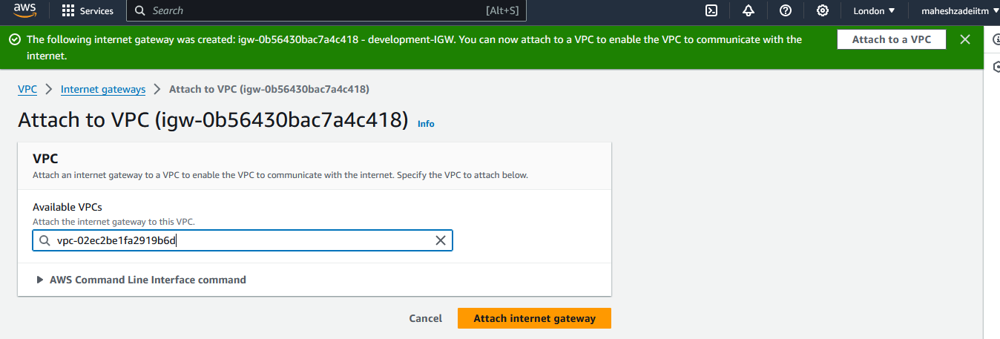 aws Services Search [Alt+S] London maheshzadeiitm
The following internet gateway was created: igw-0b56430bac7a4c418 - development-IGW. You can now attach to a VPC to enable the VPC to communicate with the
internet.
Attach to a VPC
VPC Internet gateways Attach to VPC (igw-0b56430bac7a4c418)
Attach to VPC (igw-0b56430bac7a4c418) Info
VPC
Attach an internet gateway to a VPC to enable the VPC to communicate with the internet. Specify the VPC to attach below.
Available VPCs
Attach the internet gateway to this VPC.
vpc-02ec2be1fa2919b6d
AWS Command Line Interface command
Cancel Attach internet gateway